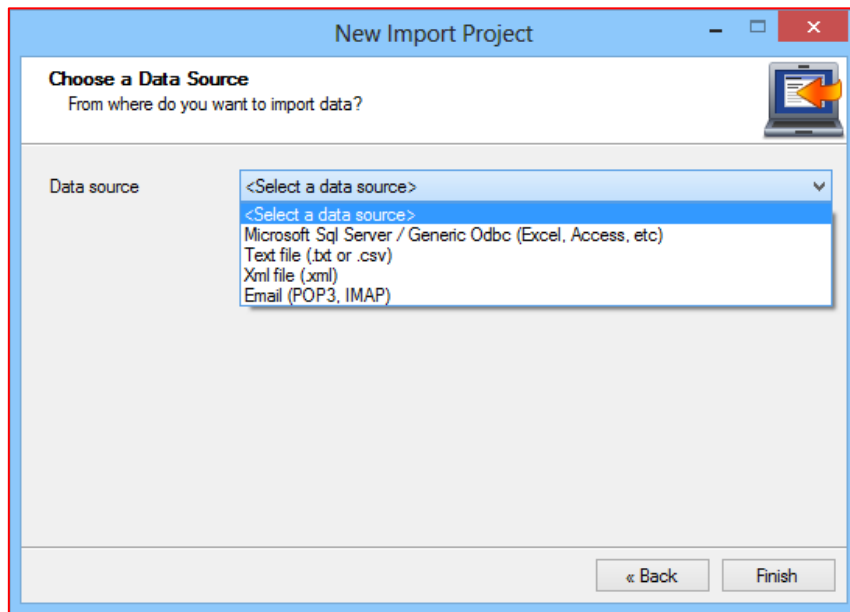 New Import Project
Choose a Data Source
From where do you want to import data?
Data source
<Select a data source>
<Select a data source>
Microsoft Sql Server / Generic Odbc (Excel, Access, etc)
Text file (.txt or .csv)
Xml file (.xml)
Email (POP3, IMAP)
« Back
Finish